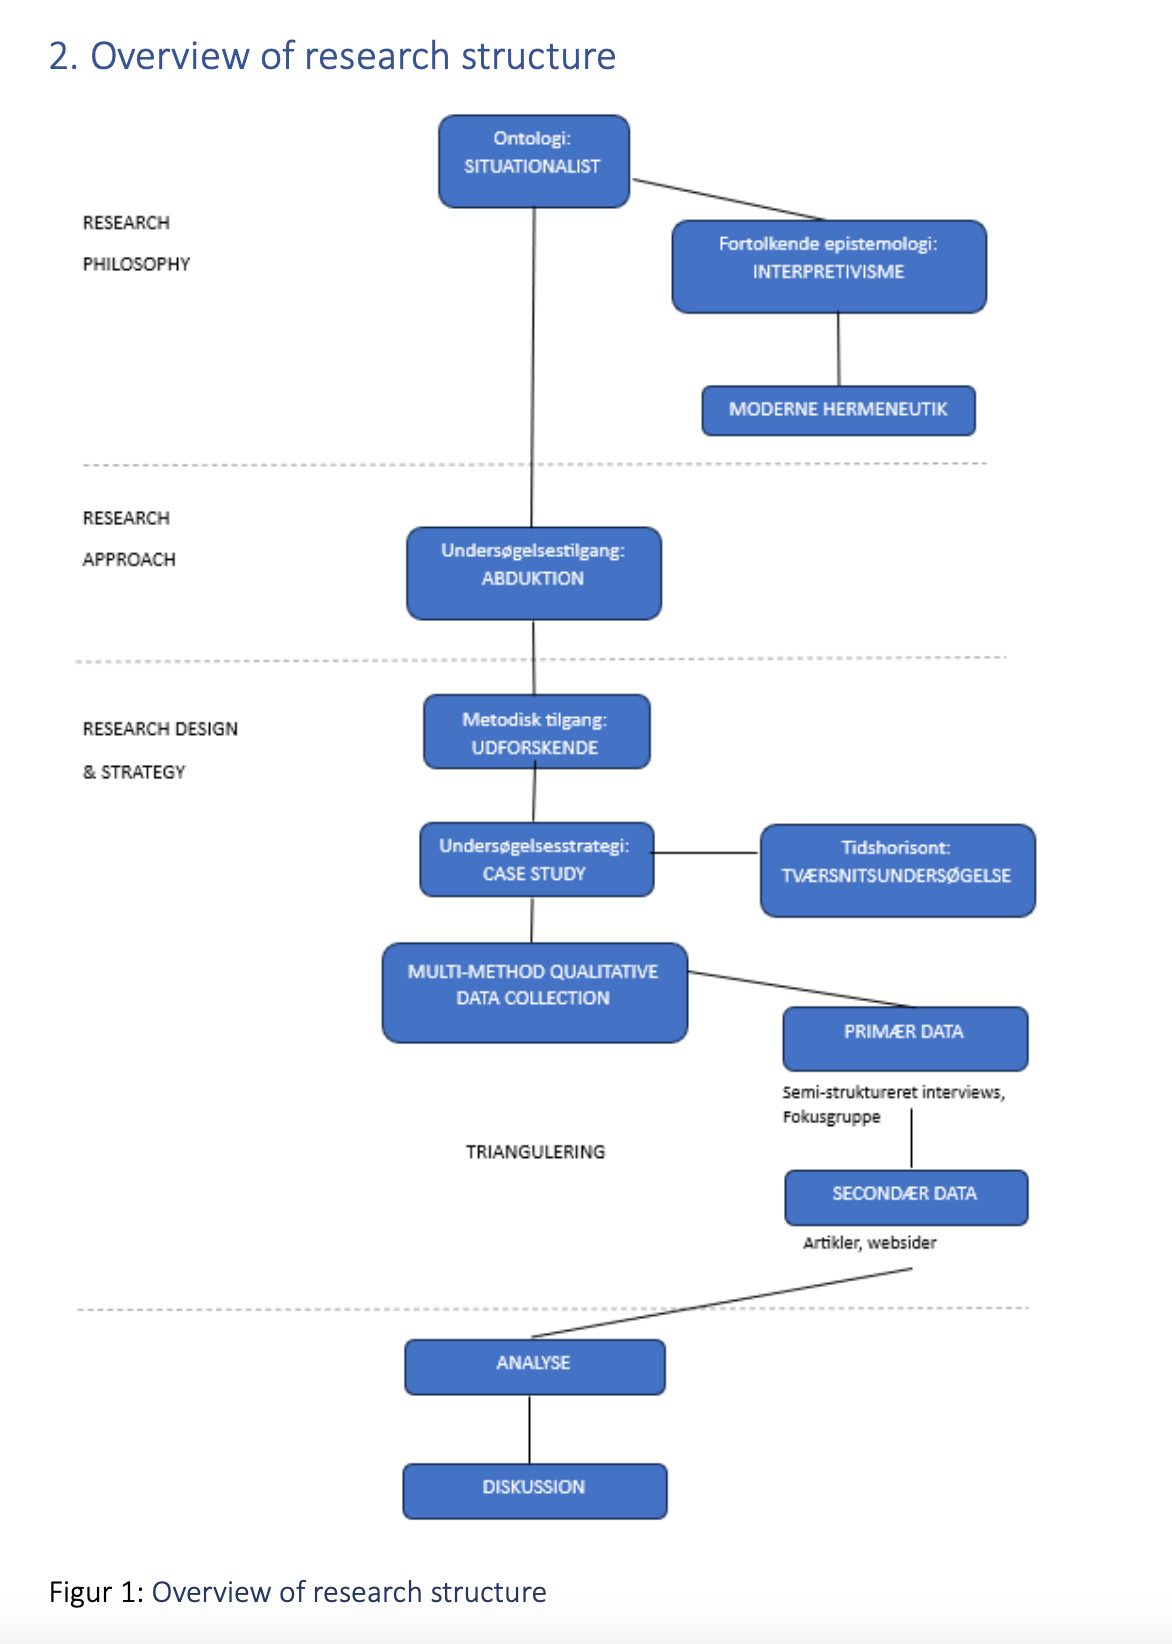 2. Overview of research structure
Ontologi:
SITUATIONALIST
RESEARCH
PHILOSOPHY
Fortolkende epistemologi:
INTERPRETIVISME
MODERNE HERMENEUTIK
RESEARCH
APPROACH
Undersøgelsestilgang:
ABDUKTION
RESEARCH DESIGN
& STRATEGY
Metodisk tilgang:
UDFORSKENDE
Undersøgelsesstrategi:
CASE STUDY
Tidshorisont:
TVÆRSNITSUNDERSØGELSE
MULTI-METHOD QUALITATIVE
DATA COLLECTION
PRIMÆR DATA
Semi-struktureret interviews,
Fokusgruppe
TRIANGULERING
SECONDÆR DATA
Artikler, websider
ANALYSE
DISKUSSION
Figur 1: Overview of research structure